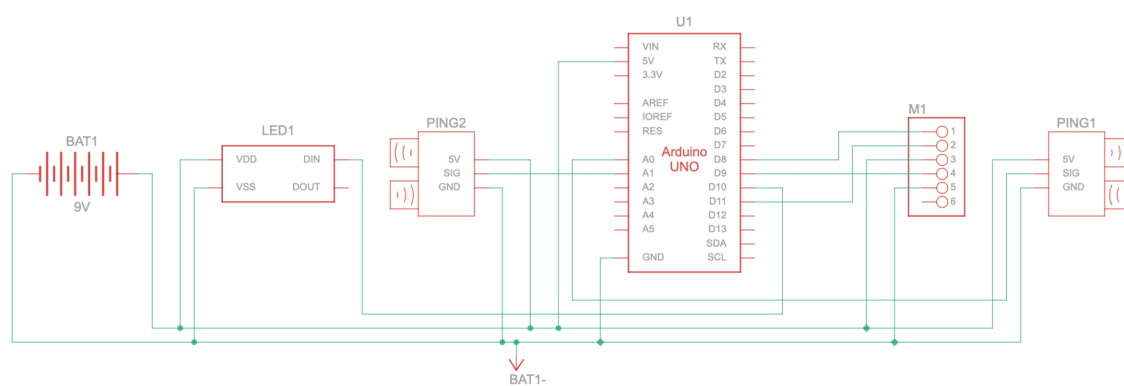 U1
VIN RX
5V TX
3.3V D2
D3
AREF D4
IOREF D5
RES D6
D7
A0 D8
A1 D9
A2 D10
A3 D11
A4 D12
A5 D13
SDA
GND SCL
Arduino
UNO
BAT1
9V
LED1
VDD DIN
VSS DOUT
PING2
5V
SIG
GND
M1
1
2
3
4
5
6
PING1
5V
SIG
GND
BAT1-